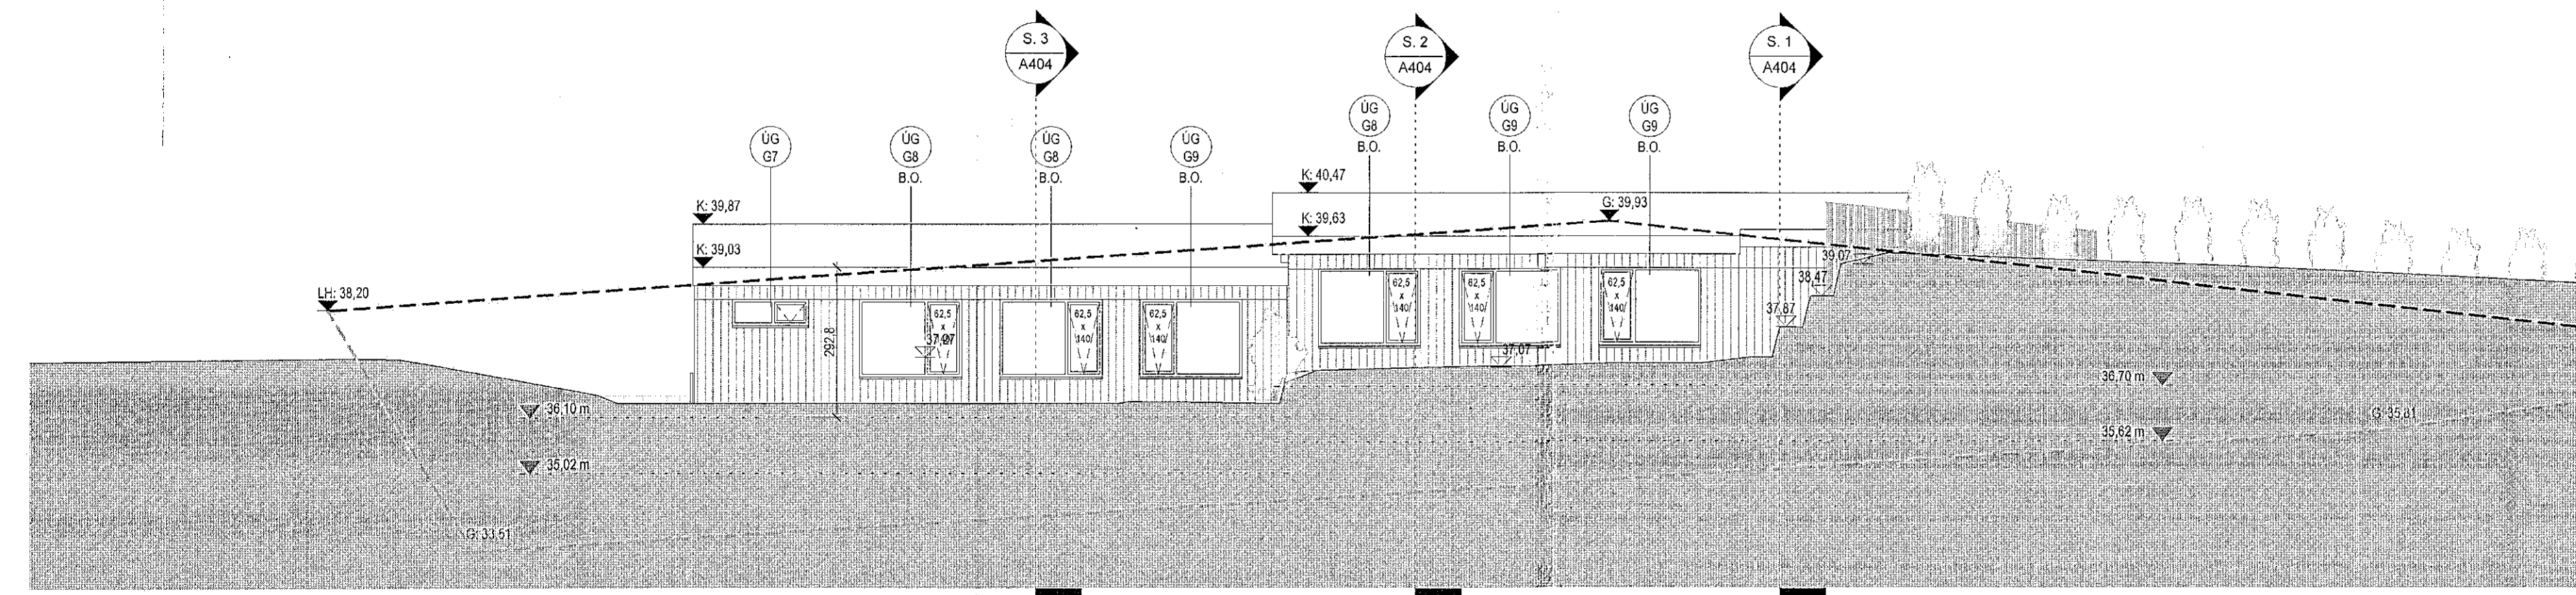 S. 3
A404
S. 2
A404
S. 1
A404
ÚG
G7
ÚG
G8
B.O.
ÚG
G8
B.O.
ÚG
G9
B.O.
ÚG
G8
B.O.
ÚG
G9
B.O.
ÚG
G9
B.O.
K: 40,47
K: 39,87
K: 39,63
G: 39,93
K: 39,03
LH: 38,20
39,07
38,47
37,87
62,5
x
140
62,5
x
140
62,5
x
140
62,5
x
140
62,5
x
140
62,5
x
140
292,8
37,07
36,70 m
36,10 m
G: 35,81
35,62 m
35,02 m
G: 33,51